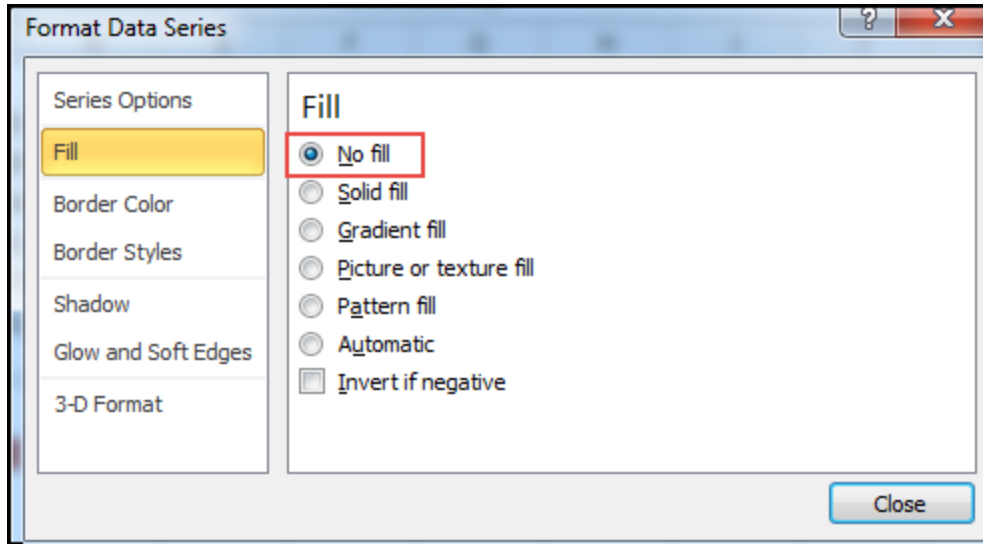 Format Data Series
?
X
Series Options
Fill
Border Color
Border Styles
Shadow
Glow and Soft Edges
3-D Format
Fill
No fill
Solid fill
Gradient fill
Picture or texture fill
Pattern fill
Automatic
Invert if negative
Close